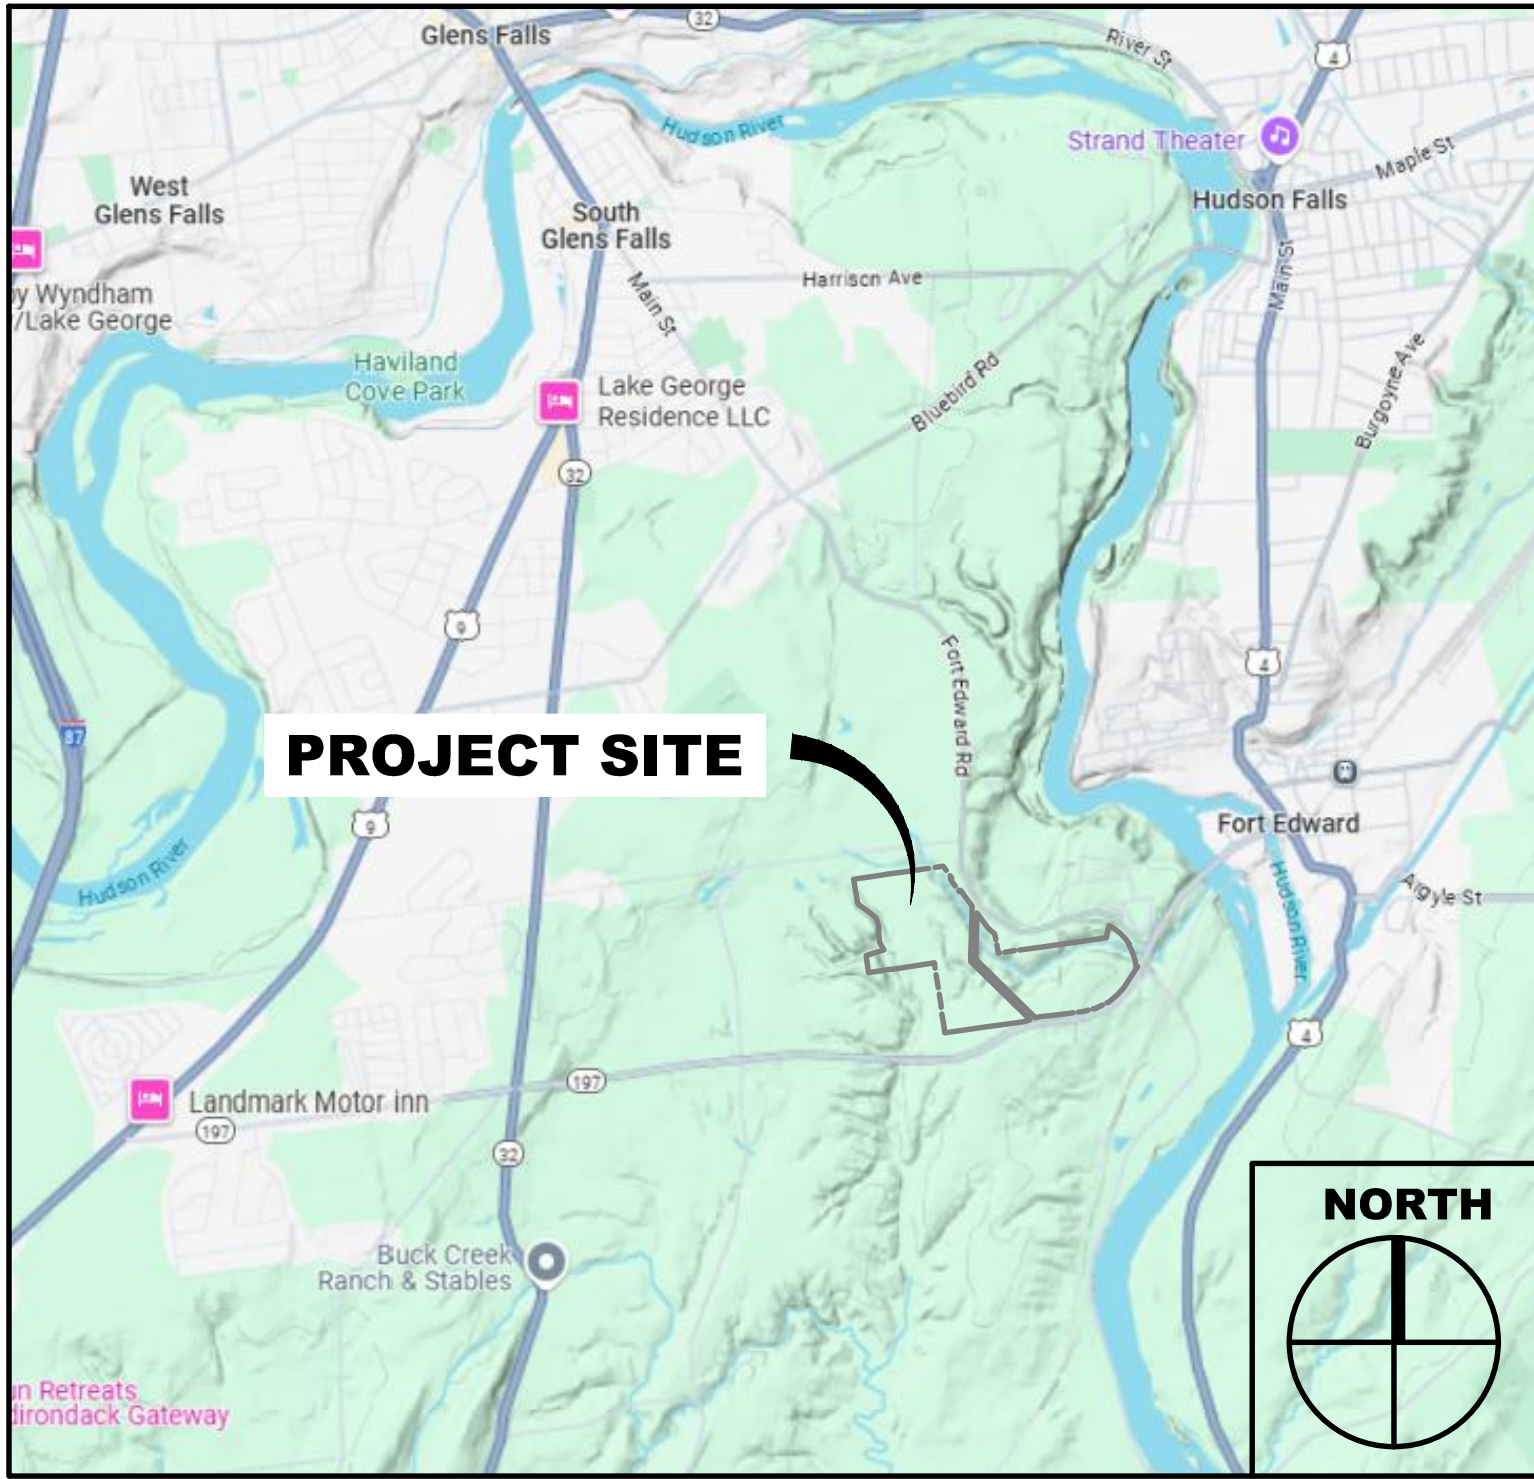 32
Glens Falls
River St
4
Hudson River
Strand Theater
Maple St
West
Glens Falls
Hudson Falls
South
Glens Falls
Harrison Ave
Main St
Main St
by Wyndham
/Lake George
Haviland
Cove Park
Lake George
Residence LLC
Bluebird Rd
Burgoyne Ave
32
9
Fort Edward Rd
4
87
PROJECT SITE
9
Fort Edward
Hudson River
Hudson River
Argyle St
4
197
Landmark Motor inn
197
32
NORTH
Buck Creek
Ranch & Stables
un Retreats
dirondack Gateway